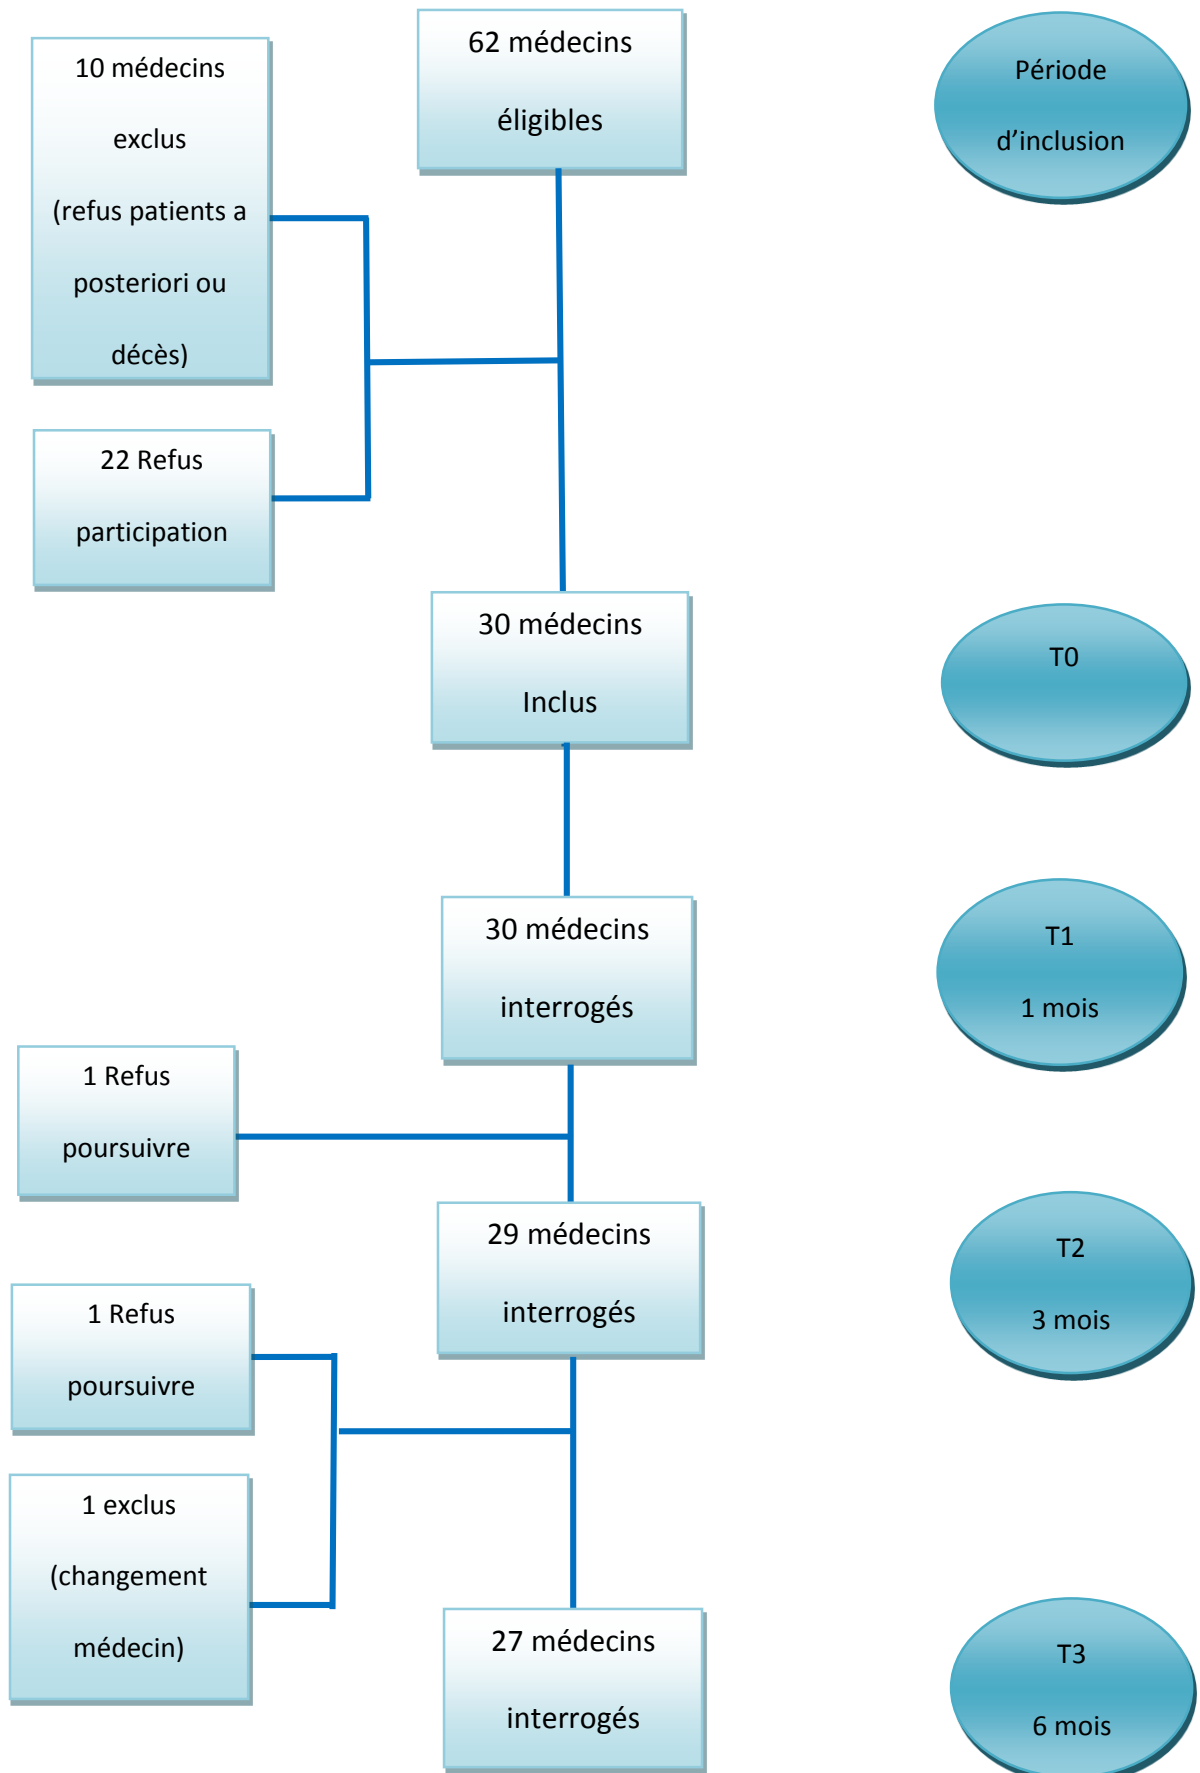 62 médecins
éligibles
Période
d’inclusion
10 médecins
exclus
(refus patients a
posteriori ou
décès)
22 Refus
participation
30 médecins
Inclus
T0
30 médecins
interrogés
T1
1 mois
1 Refus
poursuivre
29 médecins
interrogés
T2
3 mois
1 Refus
poursuivre
1 exclus
(changement
médecin)
27 médecins
interrogés
T3
6 mois